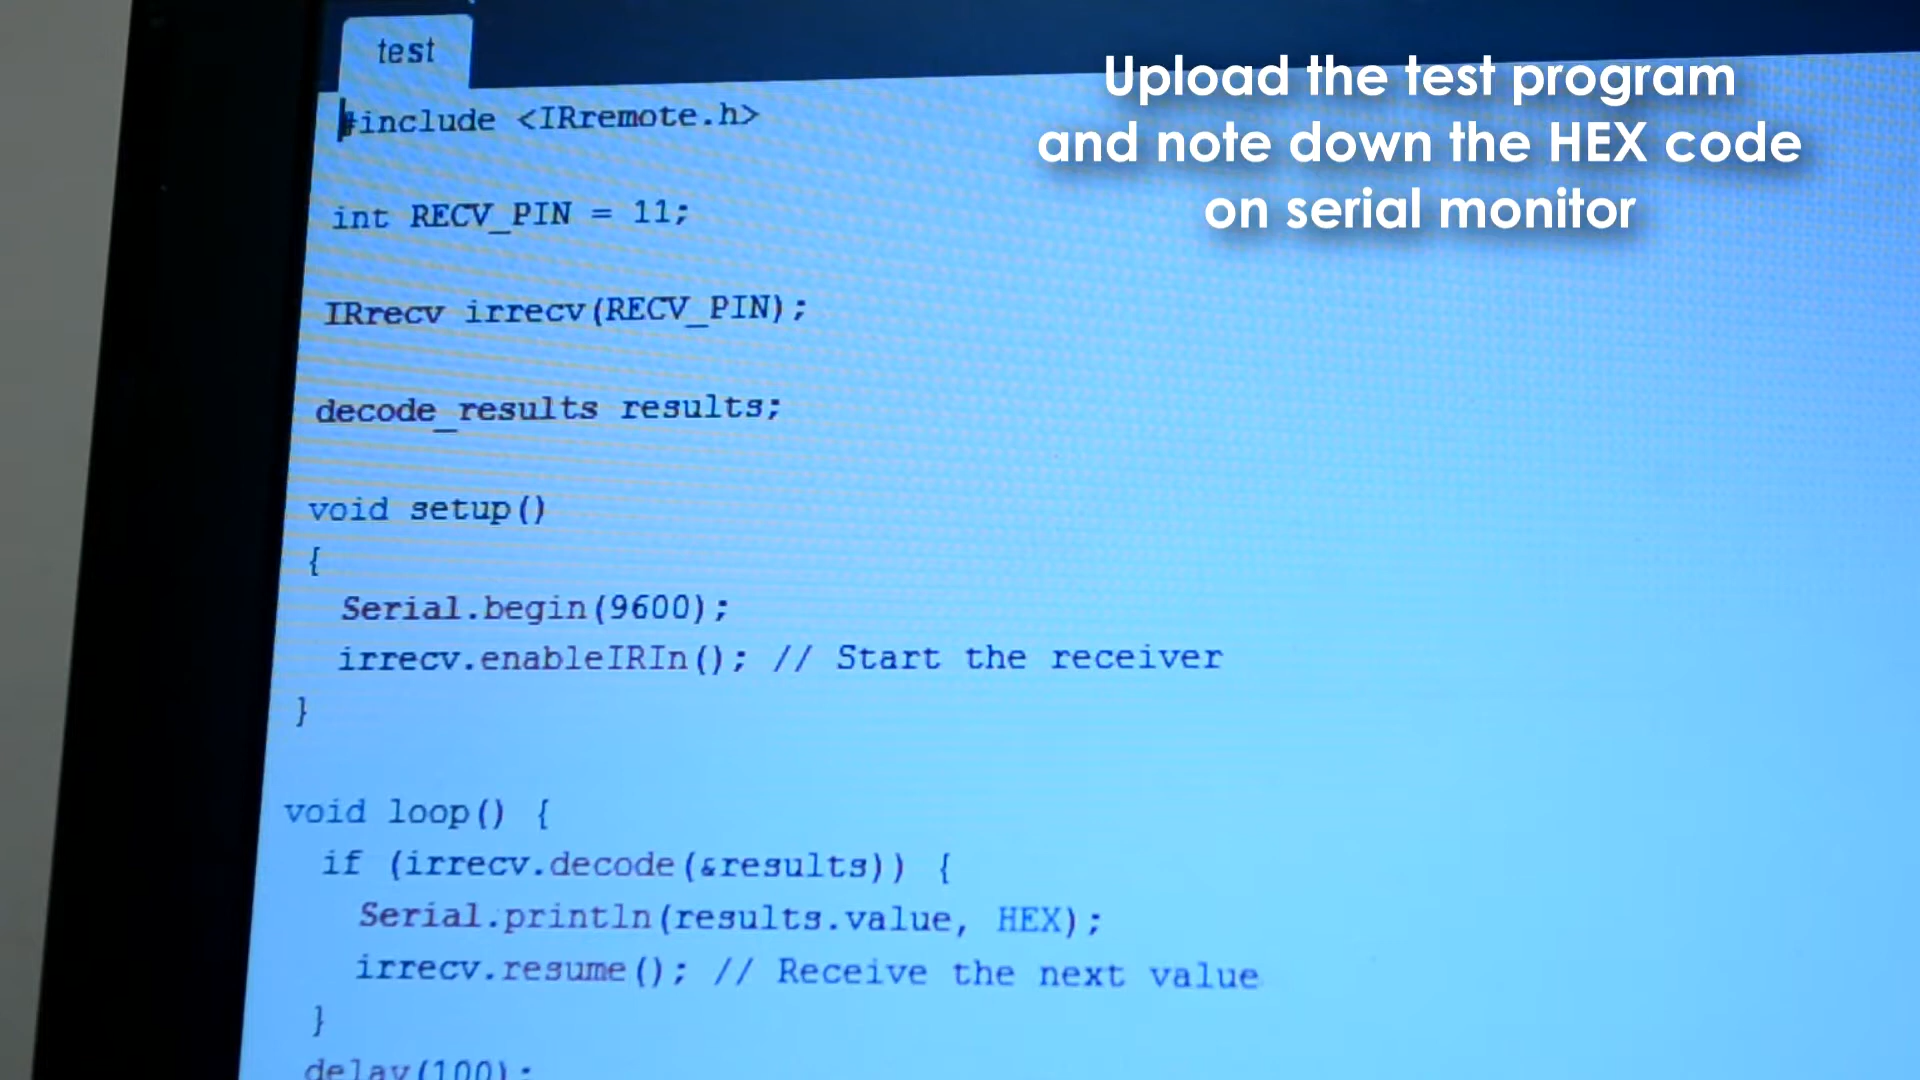 test
Upload the test program
and note down the HEX code
on serial monitor
#include <IRremote.h>
int RECV_PIN = 11;
IRrecv irrecv(RECV_PIN);
decode_results results;
void setup()
{
Serial.begin(9600);
irrecv.enableIRIn(); // Start the receiver
}
void loop() {
if (irrecv.decode(&results)) {
Serial.println(results.value, HEX);
irrecv.resume(); // Receive the next value
}
delay(100);